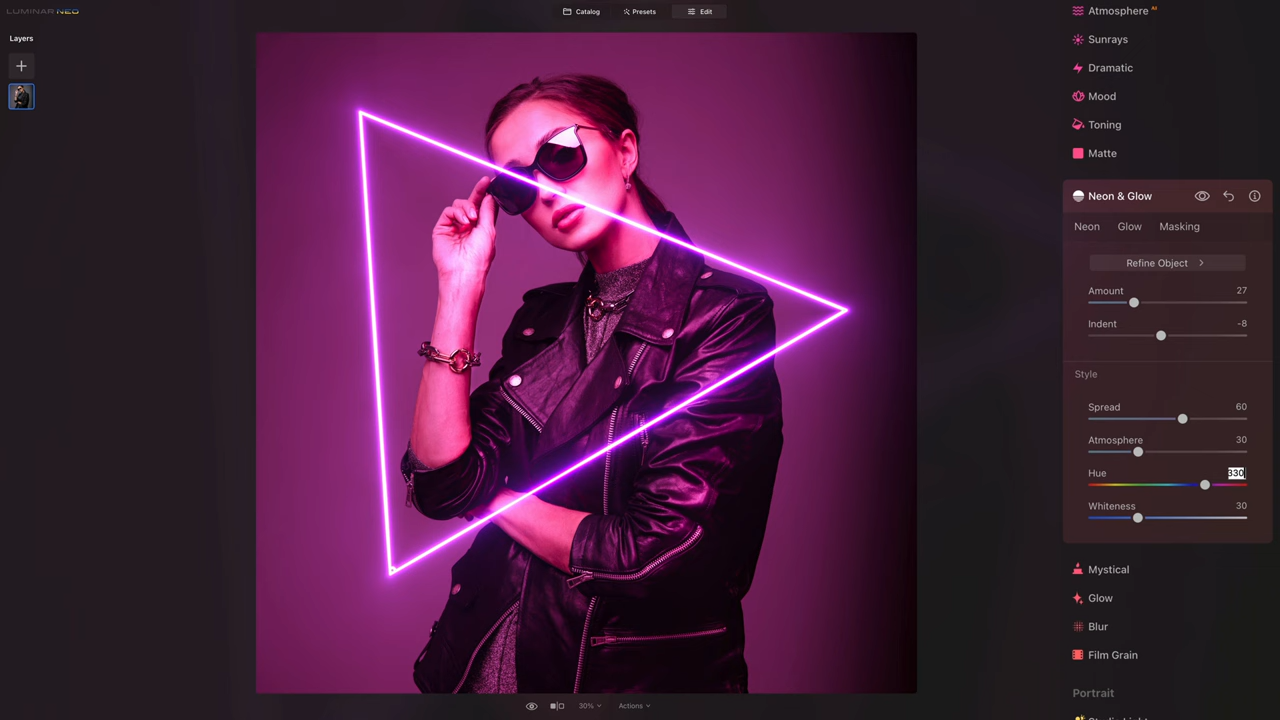 LUMINAR NEO
Catalog
Presets
Edit
Layers
Atmosphere AI
Sunrays
Dramatic
Mood
Toning
Matte
Neon & Glow
Neon Glow Masking
Refine Object
Amount 27
Indent -8
Style
Spread 60
Atmosphere 30
Hue 330
Whiteness 30
Mystical
Glow
Blur
Film Grain
Portrait
30%
Actions